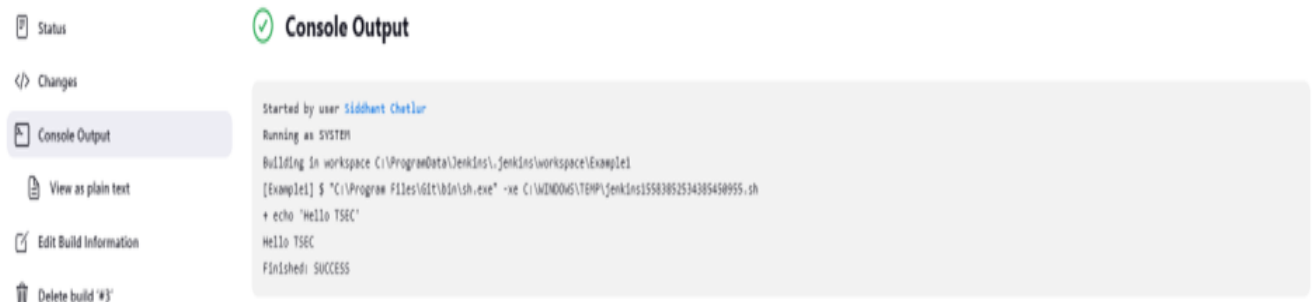 Status
Changes
Console Output
View as plain text
Edit Build Information
Delete build '#3'
Console Output
Started by user Siddhant Chetlur
Running as SYSTEM
Building in workspace C:\ProgramData\Jenkins\.jenkins\workspace\Example1
[Example1] $ "C:\Program Files\Git\bin\sh.exe" -xe C:\WINDOWS\TEMP\jenkins15583852534385450955.sh
+ echo 'Hello TSEC'
Hello TSEC
Finished: SUCCESS